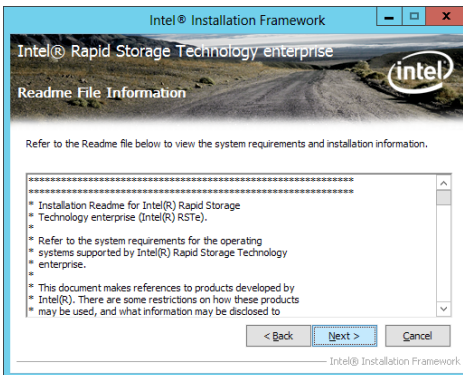 Intel® Installation Framework
Intel® Rapid Storage Technology enterprise
Readme File Information
intel
Refer to the Readme file below to view the system requirements and installation information.
************************************************************
************************************************************
* Installation Readme for Intel(R) Rapid Storage
* Technology enterprise (Intel(R) RSTe).
*
* Refer to the system requirements for the operating
* systems supported by Intel(R) Rapid Storage Technology
* enterprise.
*
* This document makes references to products developed by
* Intel(R). There are some restrictions on how these products
* may be used, and what information may be disclosed to
< Back
Next >
Cancel
Intel® Installation Framework